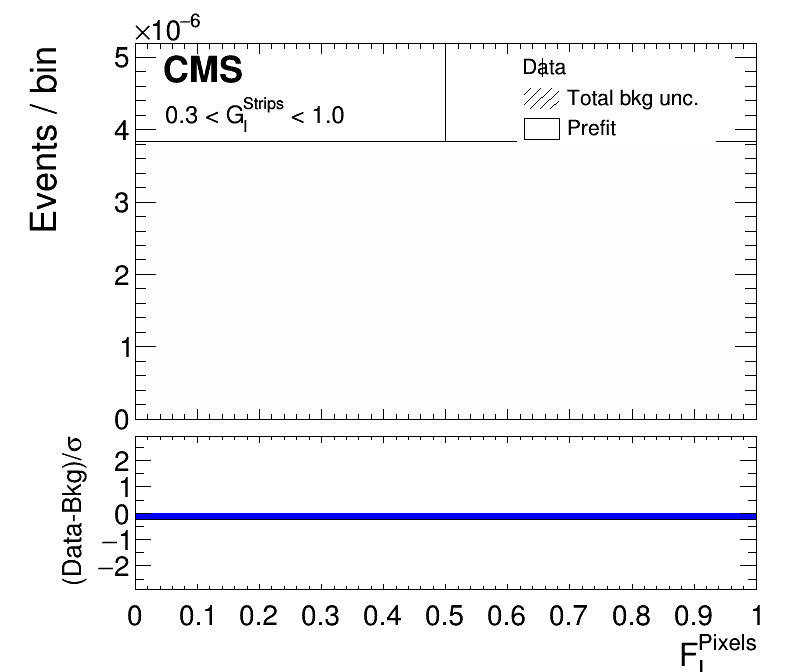 ×10⁻⁶
CMS
0.3 < G_I^Strips < 1.0
Data
Total bkg unc.
Prefit
Events / bin
5
4
3
2
1
0
(Data-Bkg)/σ
2
1
0
−1
−2
0 0.1 0.2 0.3 0.4 0.5 0.6 0.7 0.8 0.9 1
F_I^Pixels